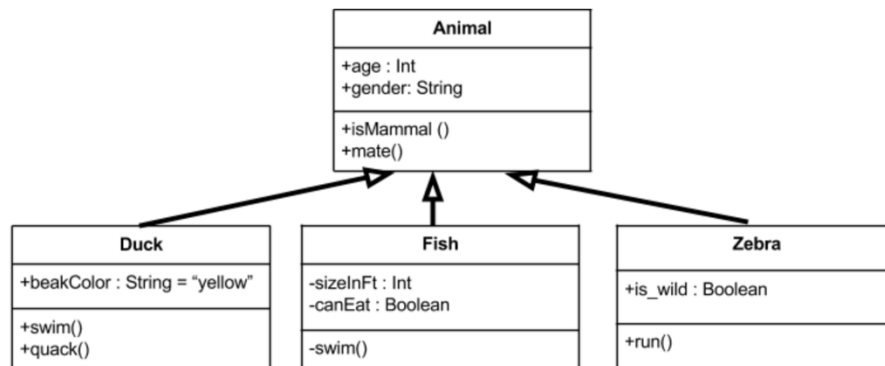 Animal
+age : Int
+gender: String
+isMammal ()
+mate()
Duck
+beakColor : String = “yellow”
+swim()
+quack()
Fish
-sizeInFt : Int
-canEat : Boolean
-swim()
Zebra
+is_wild : Boolean
+run()